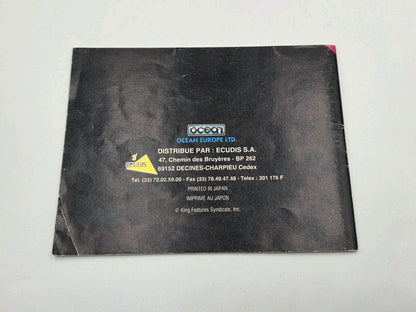 ocean
OCEAN EUROPE LTD.
DISTRIBUE PAR : ECUDIS S.A.
47, Chemin des Bruyères - BP 262
69152 DECINES-CHARPIEU Cedex
ECUDIS
Tél. (33) 72.02.59.00 - Fax (33) 78.49.47.48 - Telex : 301 176 F
PRINTED IN JAPAN
IMPRIME AU JAPON
© King Features Syndicate, Inc.